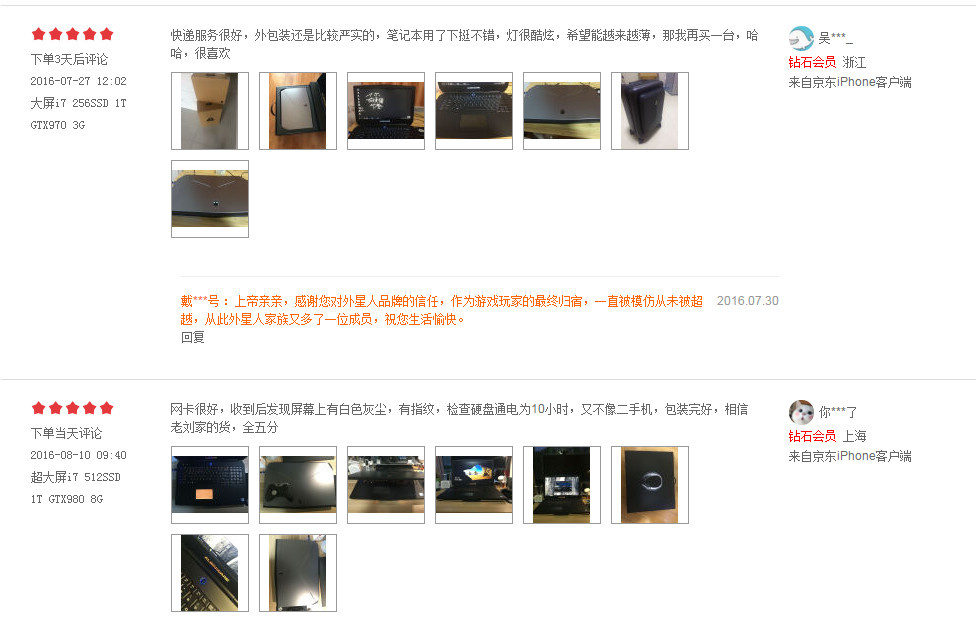 快递服务很好，外包装还是比较严实的，笔记本用了下挺不错，灯很酷炫，希望能越来越薄，那我再买一台，哈
哈，很喜欢
下单3天后评论
2016-07-27 12:02
大屏i7 256SSD 1T
GTX970 3G
吴***_
钻石会员 浙江
来自京东iPhone客户端
戴***号：上帝亲亲，感谢您对外星人品牌的信任，作为游戏玩家的最终归宿，一直被模仿从未被超 2016.07.30
越，从此外星人家族又多了一位成员，祝您生活愉快。
回复
网卡很好，收到后发现屏幕上有白色灰尘，有指纹，检查硬盘通电为10小时，又不像二手机，包装完好，相信
老刘家的货，全五分
下单当天评论
2016-08-10 09:40
超大屏i7 512SSD
1T GTX980 8G
你***了
钻石会员 上海
来自京东iPhone客户端